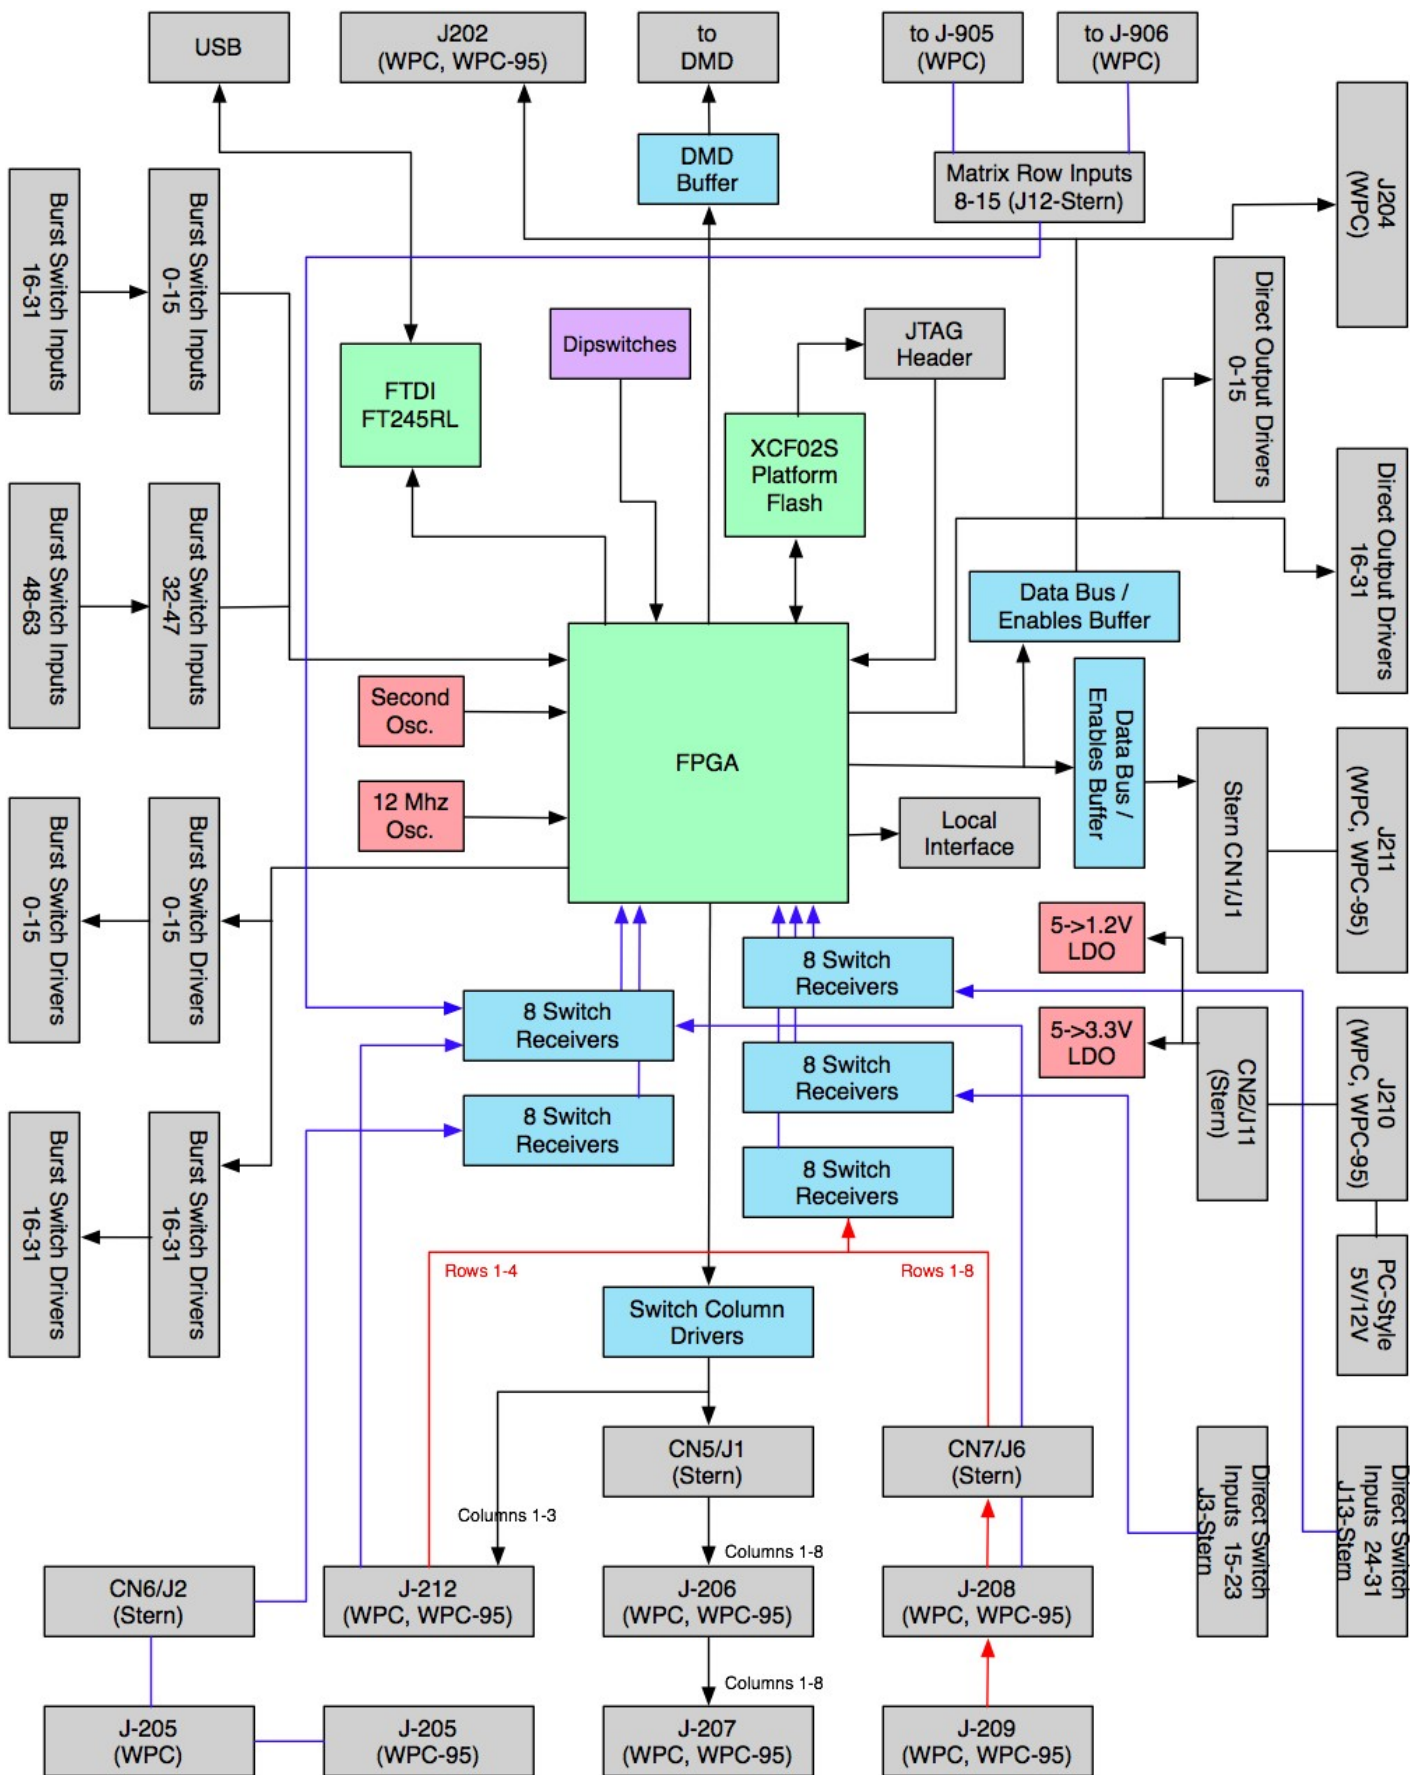 USB
J202
(WPC, WPC-95)
to
DMD
to J-905
(WPC)
to J-906
(WPC)
DMD
Buffer
Matrix Row Inputs
8-15 (J12-Stern)
J204
(WPC)
Burst Switch Inputs
16-31
Burst Switch Inputs
0-15
Direct Output Drivers
0-15
Dipswitches
JTAG
Header
FTDI
FT245RL
XCF02S
Platform
Flash
Direct Output Drivers
16-31
Burst Switch Inputs
48-63
Burst Switch Inputs
32-47
Data Bus /
Enables Buffer
Second
Osc.
FPGA
Data Bus /
Enables Buffer
Stern CN1/J1
J211
(WPC, WPC-95)
12 Mhz
Osc.
Local
Interface
Burst Switch Drivers
0-15
Burst Switch Drivers
0-15
5->1.2V
LDO
8 Switch
Receivers
8 Switch
Receivers
5->3.3V
LDO
CN2/J11
(Stern)
J210
(WPC, WPC-95)
8 Switch
Receivers
8 Switch
Receivers
8 Switch
Receivers
Burst Switch Drivers
16-31
Burst Switch Drivers
16-31
PC-Style
5V/12V
Rows 1-4
Rows 1-8
Switch Column
Drivers
CN5/J1
(Stern)
CN7/J6
(Stern)
Direct Switch
Inputs 15-23
J3-Stern
Direct Switch
Inputs 24-31
J13-Stern
Columns 1-3
Columns 1-8
CN6/J2
(Stern)
J-212
(WPC, WPC-95)
J-206
(WPC, WPC-95)
J-208
(WPC, WPC-95)
Columns 1-8
J-205
(WPC)
J-205
(WPC-95)
J-207
(WPC, WPC-95)
J-209
(WPC, WPC-95)